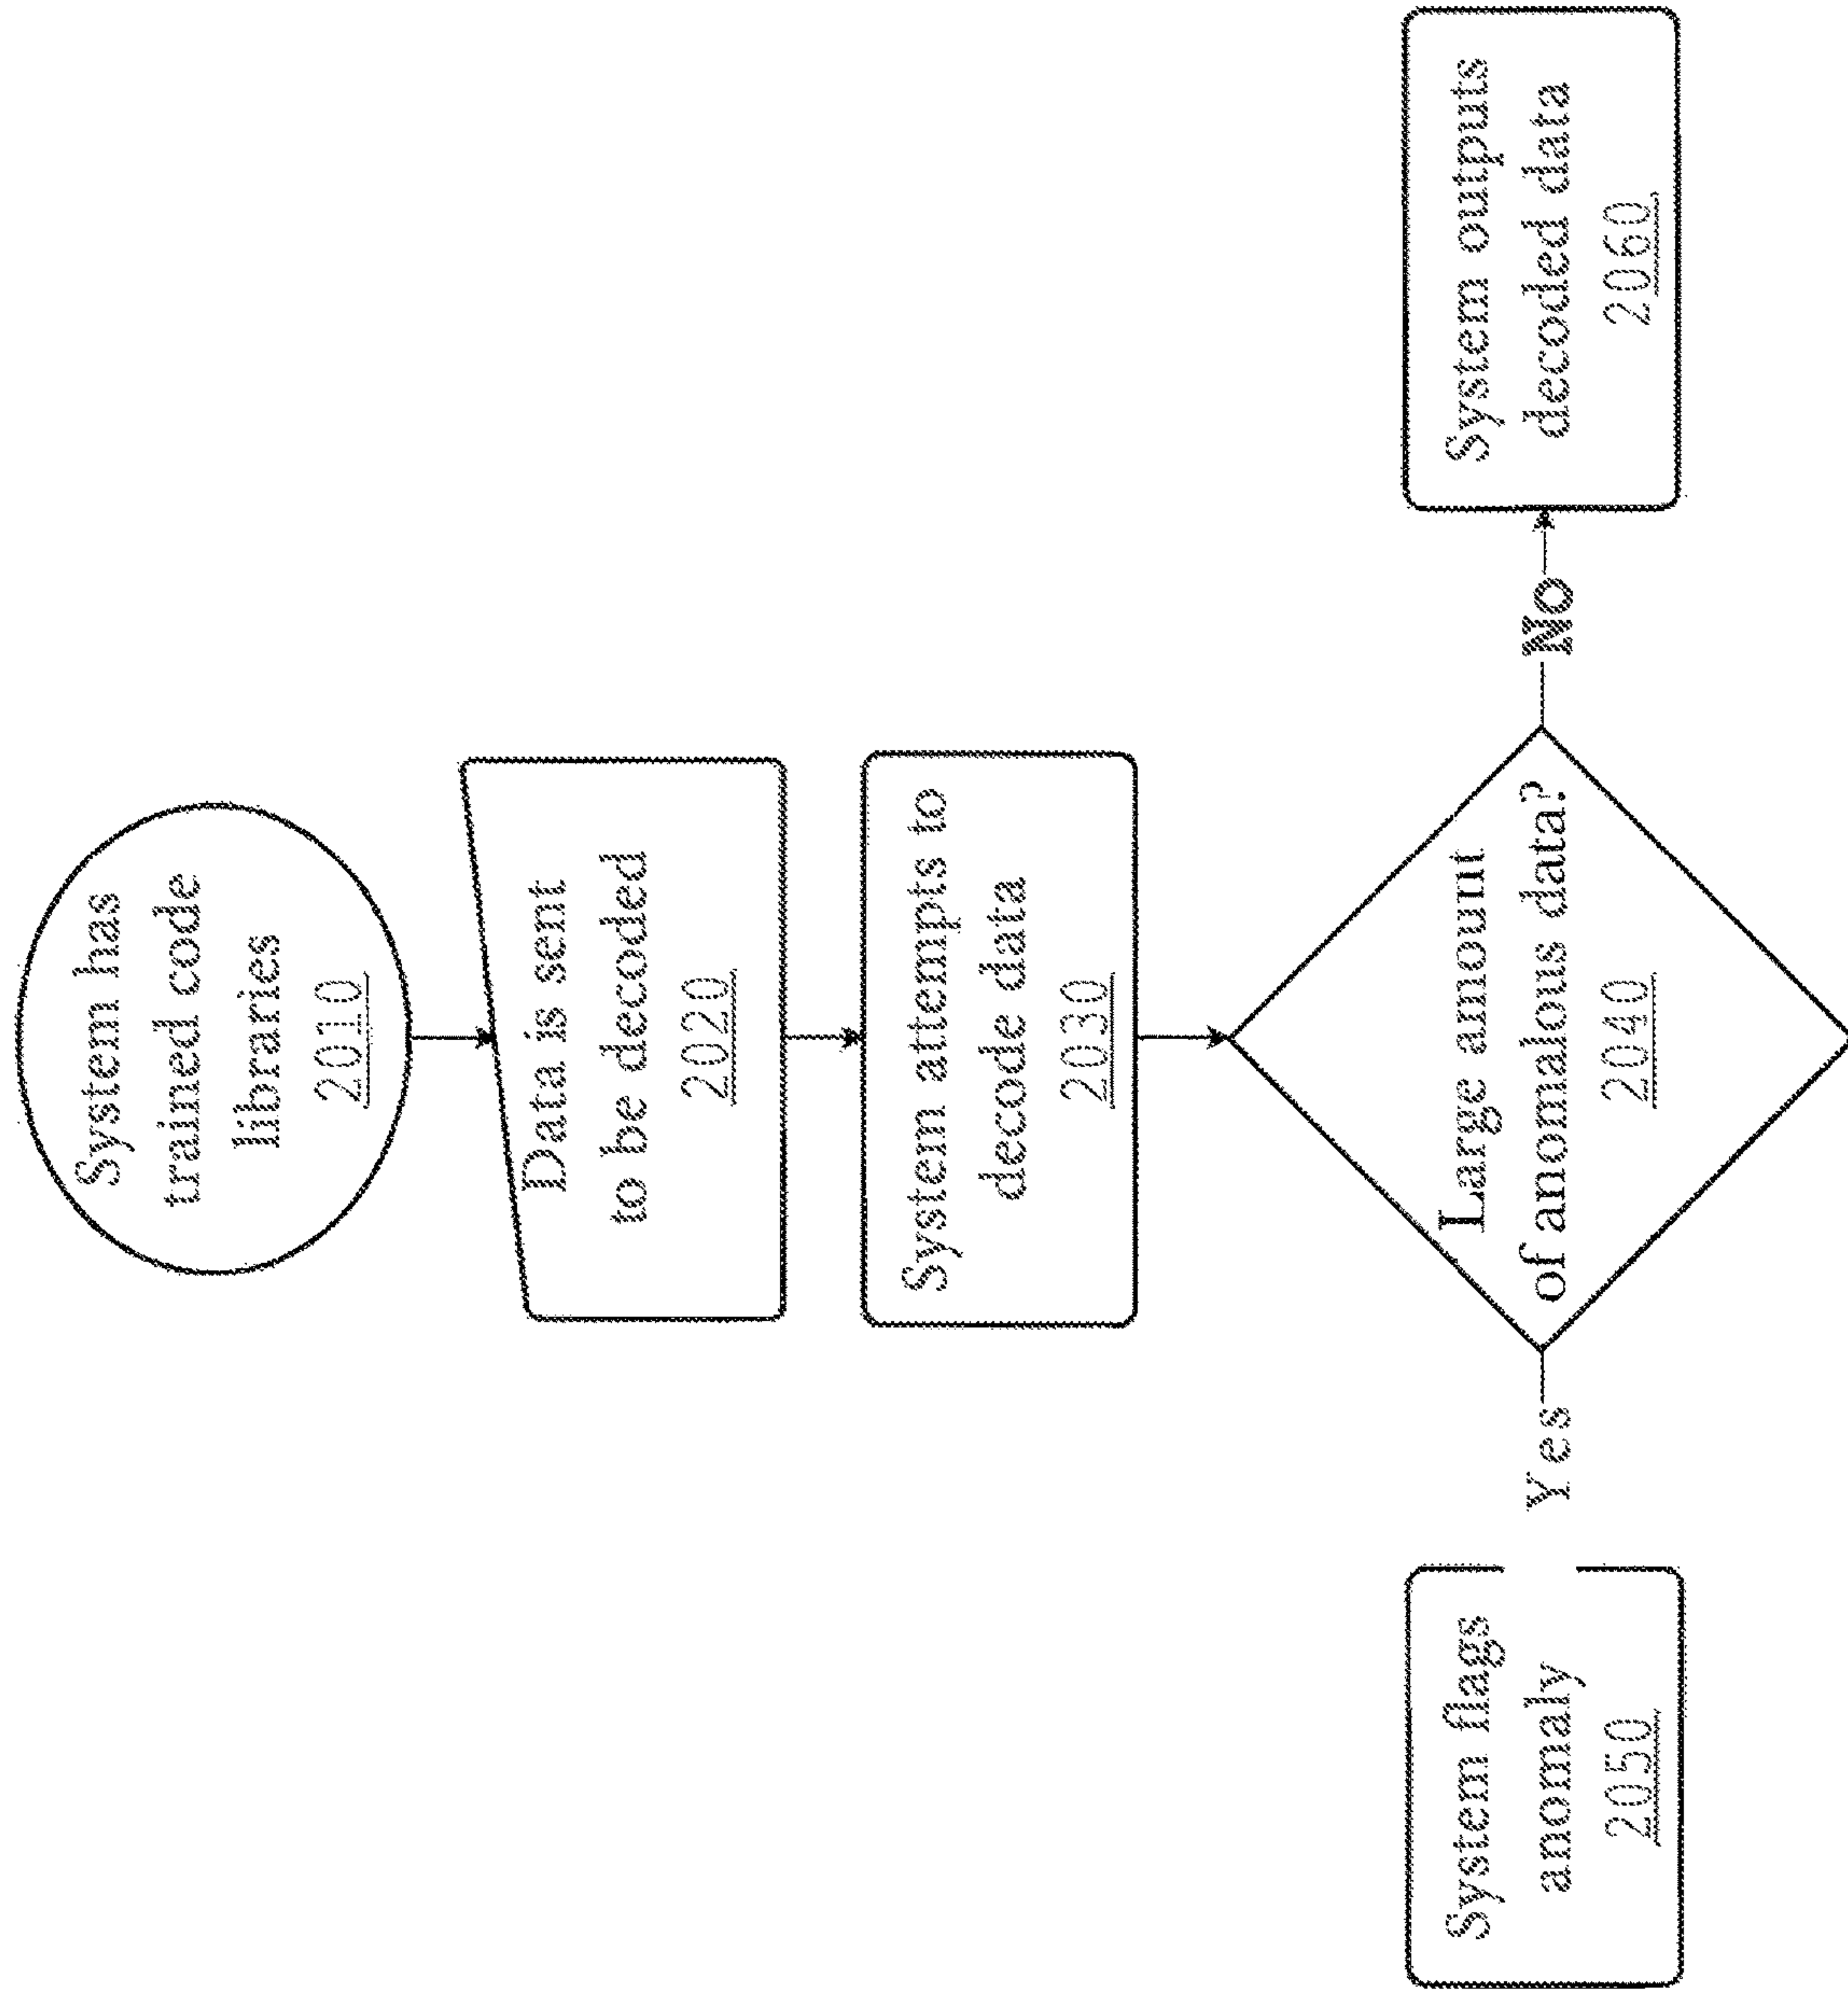 System has
trained code
libraries
2010
Data is sent
to be decoded
2020
System attempts to
decode data
2030
Large amount
of anomalous data?
2040
Yes
No
System flags
anomaly
2050
System outputs
decoded data
2060